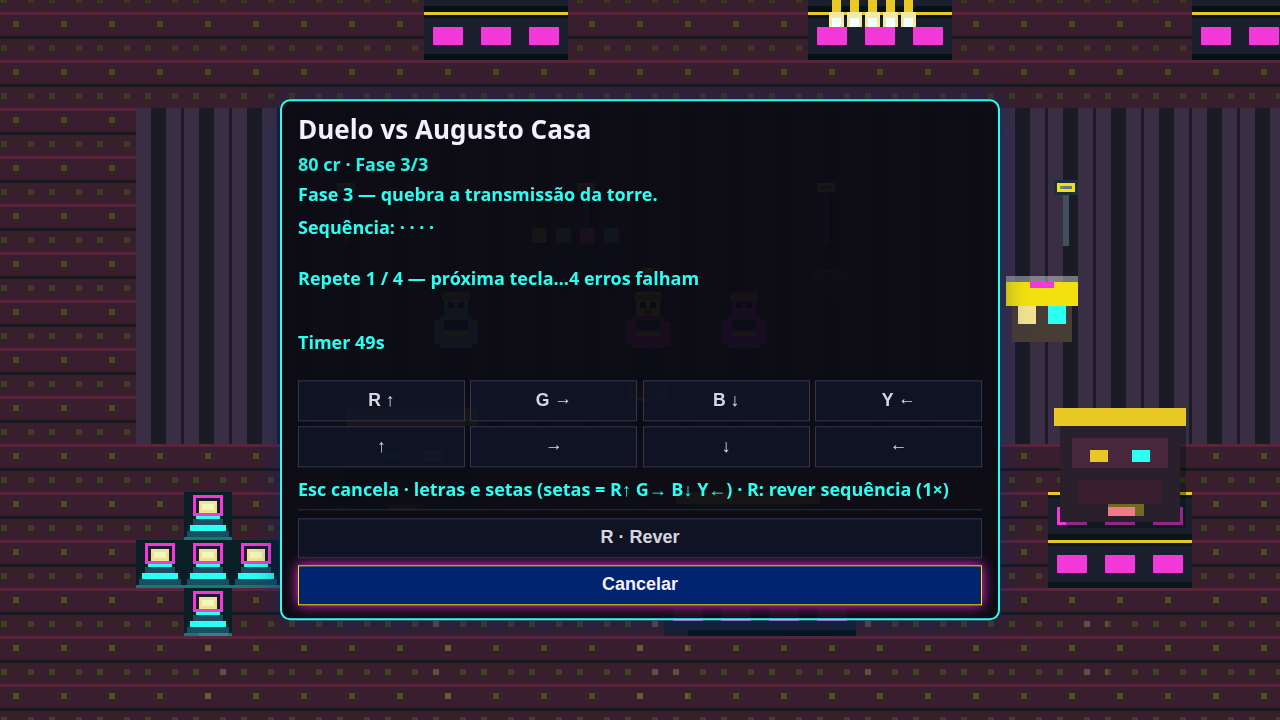 Duelo vs Augusto Casa
80 cr · Fase 3/3
Fase 3 — quebra a transmissão da torre.
Sequência: · · · ·
Repete 1 / 4 — próxima tecla...4 erros falham
Timer 49s
R ↑ G → B ↓ Y ←
↑ → ↓ ←
Esc cancela · letras e setas (setas = R↑ G→ B↓ Y←) · R: rever sequência (1×)
R · Rever
Cancelar